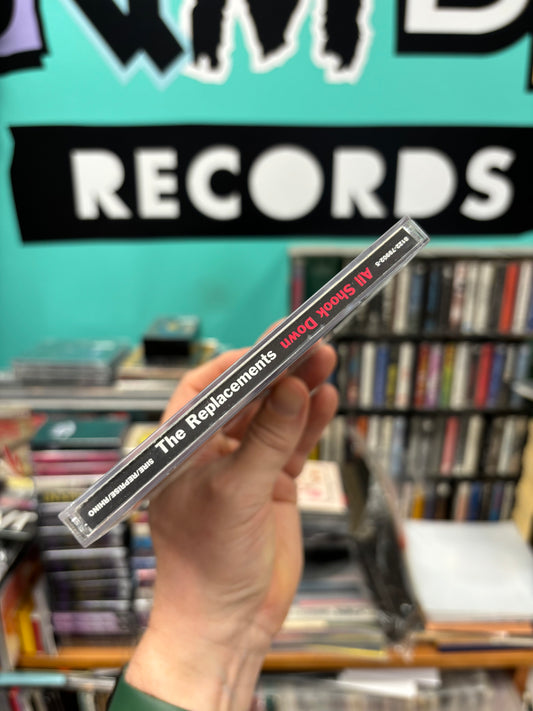 RECORDS
SIRE/REPRISE/RHINO
The Replacements All Shook Down